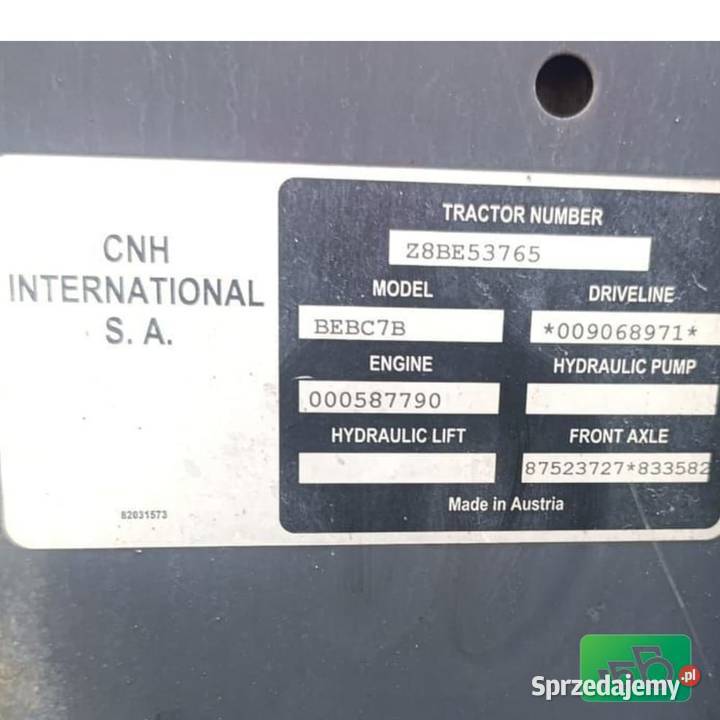 CNH
INTERNATIONAL
S. A.
82031573
TRACTOR NUMBER
Z8BE53765
MODEL
DRIVELINE
BEBC7B
*009068971*
ENGINE
HYDRAULIC PUMP
000587790
HYDRAULIC LIFT
FRONT AXLE
87523727*833582
Made in Austria
Sprzedajemy.pl